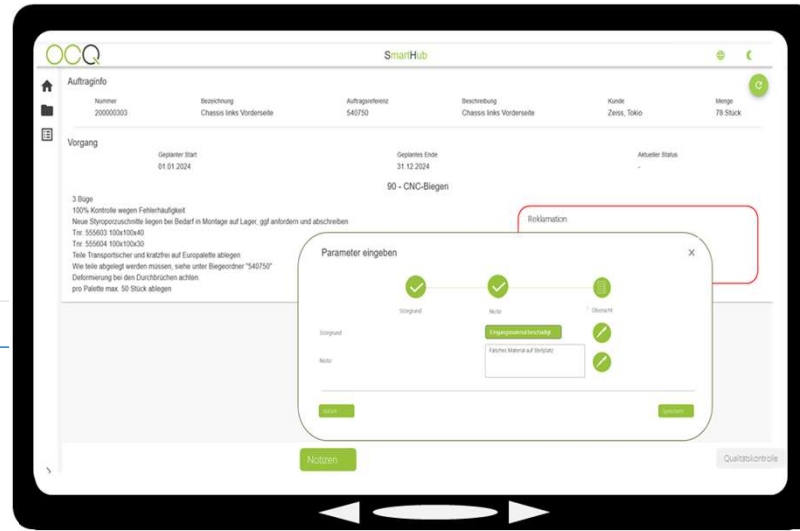 OCQ
SmartHub
Auftraginfo
Nummer Bezeichnung Auftragsreferenz Beschreibung Kunde Menge
200000303 Chassis links Vorderseite 540750 Chassis links Vorderseite Zeiss, Tokio 78 Stück
Vorgang
Geplanter Start Geplantes Ende Aktueller Status
01.01.2024 31.12.2024 -
90 - CNC-Biegen
3 Büge
100% Kontrolle wegen Fehlerhäufigkeit
Neue Styroporzuschnitte liegen bei Bedarf in Montage auf Lager, ggf anfordern und abschreiben
Tnr. 555603 100x100x40
Tnr. 555604 100x100x30
Teile Transportsicher und kratzfrei auf Europalette ablegen
Wie teile abgelegt werden müssen, siehe unter Biegeordner "540750"
Deformierung bei den Durchbrüchen achten.
pro Palette max. 50 Stück ablegen
Reklamation
Parameter eingeben
Störgrund Notiz Übersicht
Störgrund Eingangsmaterial beschädigt
Notiz Falsches Material auf Stellplatz
Zurück Speichern
Notizen
Qualitätskontrolle